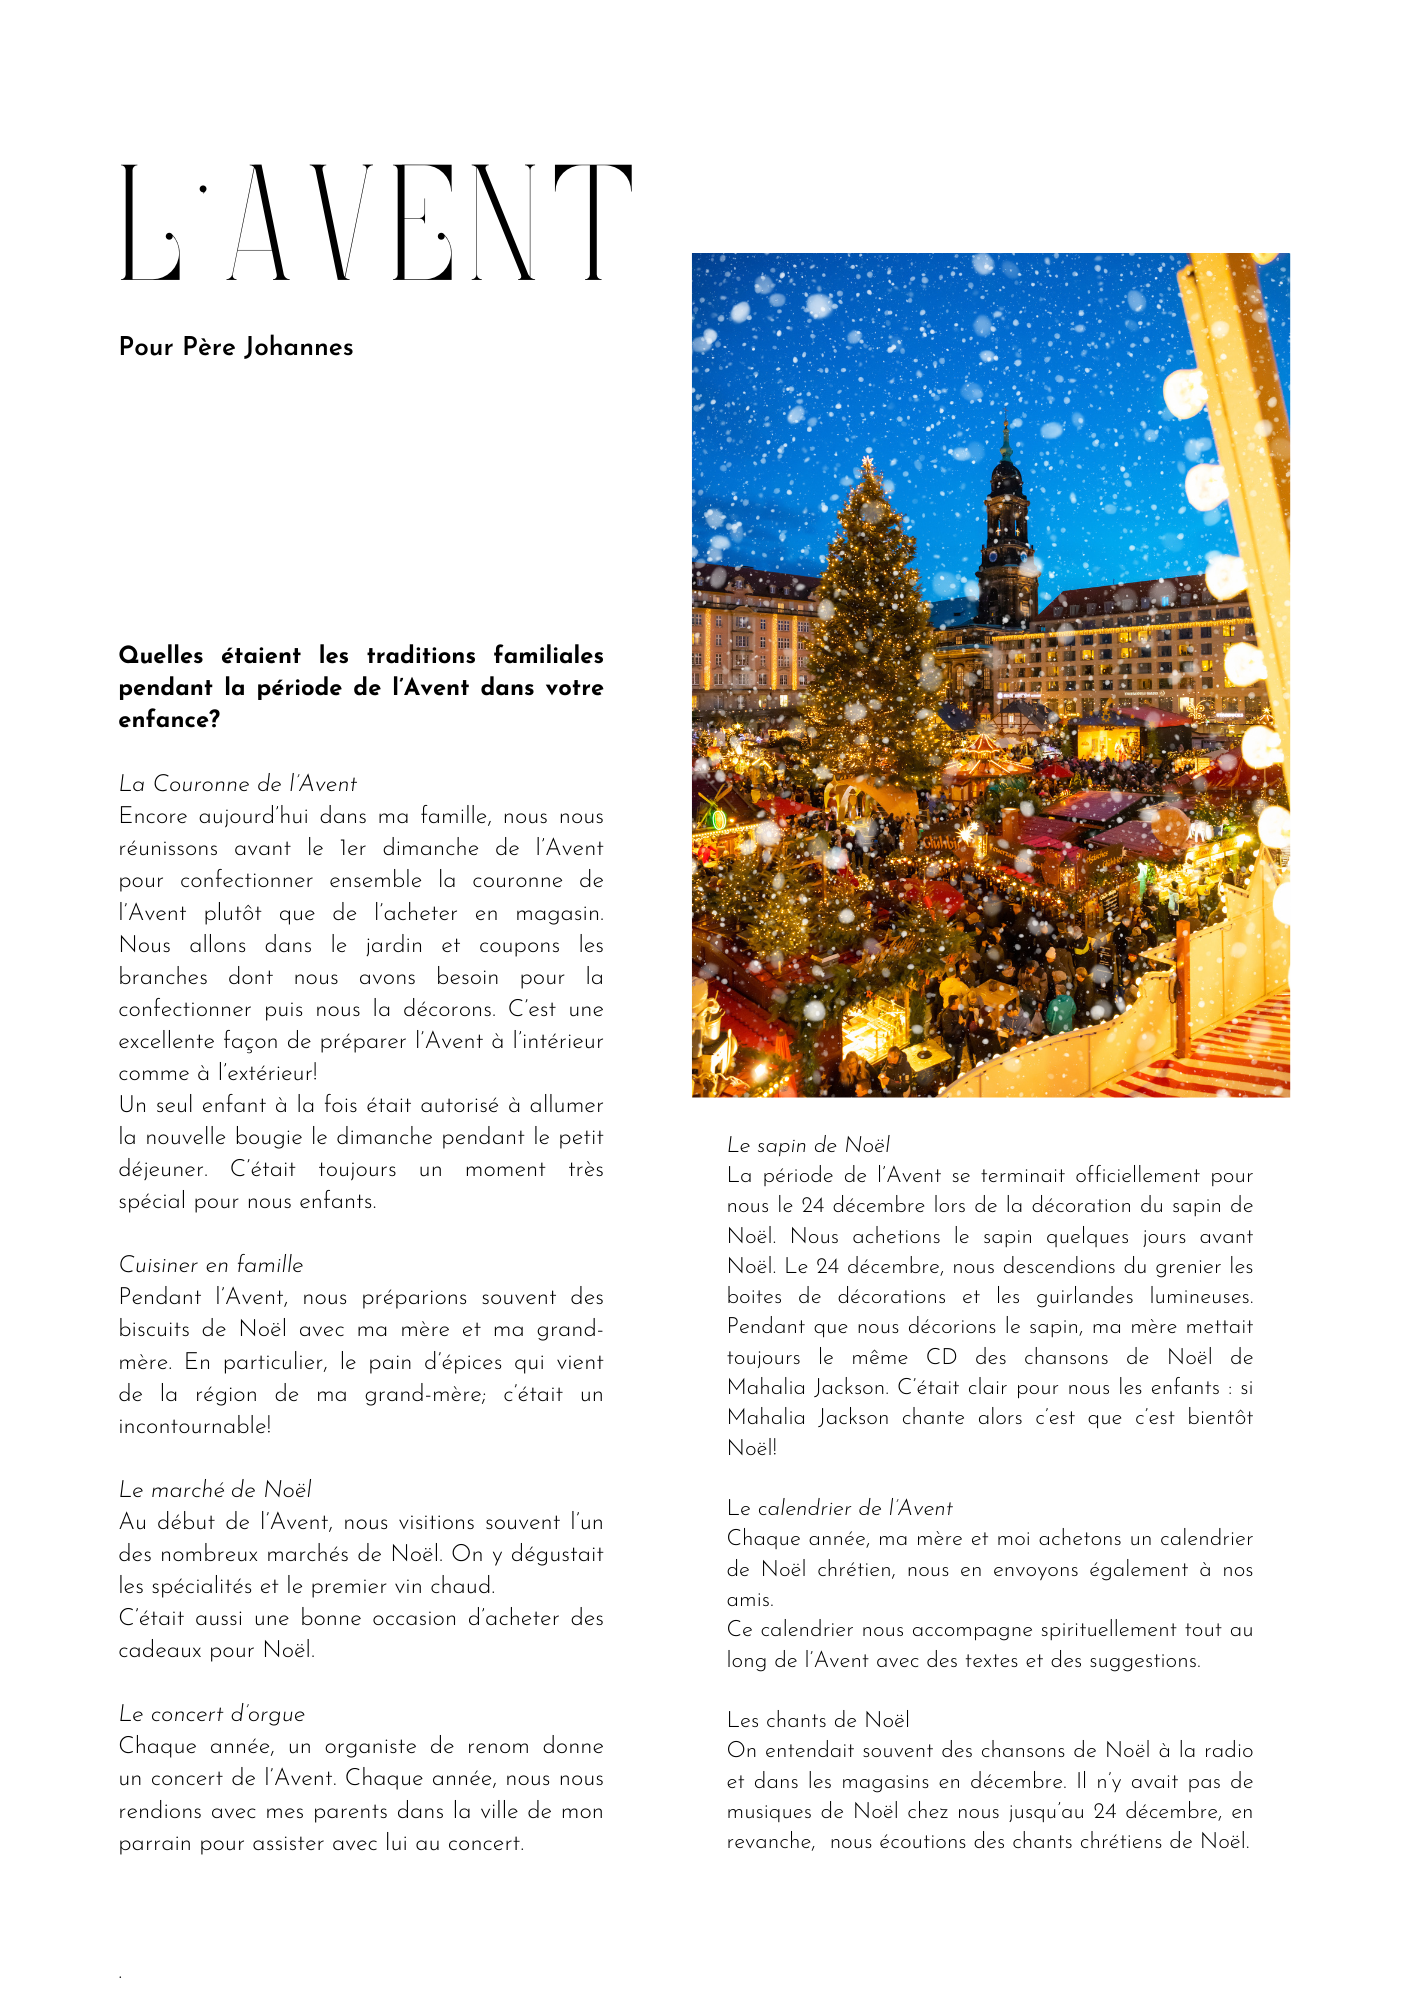 L'AVENT
Pour Père Johannes
Quelles étaient les traditions familiales
pendant la période de l'Avent dans votre
enfance?
La Couronne de l'Avent
Encore aujourd'hui dans ma famille, nous nous
réunissons avant le 1er dimanche de l'Avent
pour confectionner ensemble la couronne de
l'Avent plutôt que de l'acheter en magasin.
Nous allons dans le jardin et coupons les
branches dont nous avons besoin pour la
confectionner puis nous la décorons. C'est une
excellente façon de préparer l'Avent à l'intérieur
comme à l'extérieur!
Un seul enfant à la fois était autorisé à allumer
la nouvelle bougie le dimanche pendant le petit
déjeuner. C'était toujours un moment très
spécial pour nous enfants.
Cuisiner en famille
Pendant l'Avent, nous préparions souvent des
biscuits de Noël avec ma mère et ma grand-
mère. En particulier, le pain d'épices qui vient
de la région de ma grand-mère; c'était un
incontournable!
Le marché de Noël
Au début de l'Avent, nous visitions souvent l'un
des nombreux marchés de Noël. On y dégustait
les spécialités et le premier vin chaud.
C'était aussi une bonne occasion d'acheter des
cadeaux pour Noël.
Le concert d'orgue
Chaque année, un organiste de renom donne
un concert de l'Avent. Chaque année, nous nous
rendions avec mes parents dans la ville de mon
parrain pour assister avec lui au concert.
.
Le sapin de Noël
La période de l'Avent se terminait officiellement pour
nous le 24 décembre lors de la décoration du sapin de
Noël. Nous achetions le sapin quelques jours avant
Noël. Le 24 décembre, nous descendions du grenier les
boites de décorations et les guirlandes lumineuses.
Pendant que nous décorions le sapin, ma mère mettait
toujours le même CD des chansons de Noël de
Mahalia Jackson. C'était clair pour nous les enfants : si
Mahalia Jackson chante alors c'est que c'est bientôt
Noël!
Le calendrier de l'Avent
Chaque année, ma mère et moi achetons un calendrier
de Noël chrétien, nous en envoyons également à nos
amis.
Ce calendrier nous accompagne spirituellement tout au
long de l'Avent avec des textes et des suggestions.
Les chants de Noël
On entendait souvent des chansons de Noël à la radio
et dans les magasins en décembre. Il n'y avait pas de
musiques de Noël chez nous jusqu'au 24 décembre, en
revanche, nous écoutions des chants chrétiens de Noël.